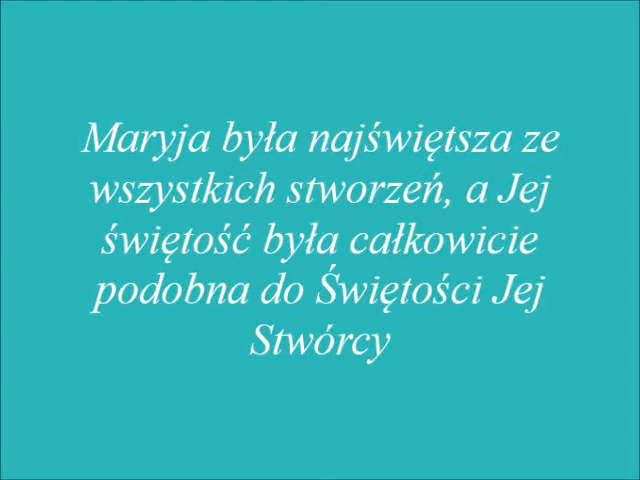 Maryja była najświętsza ze
wszystkich stworzeń, a Jej
świętość była całkowicie
podobna do Świętości Jej
Stwórcy